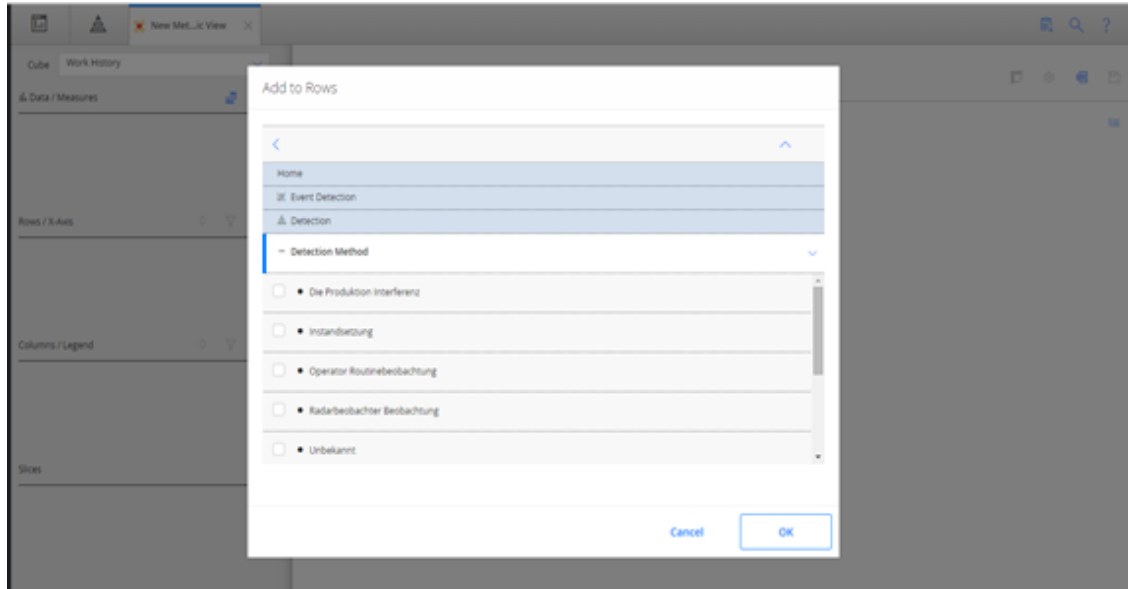 New Met...ic View
Cube Work History
Data / Measures
Add to Rows
Home
Event Detection
Detection
Detection Method
Die Produktion Interferenz
Instandsetzung
Operator Routinebeobachtung
Radarbeobachter Beobachtung
Unbekannt
Rows / X-Axis
Columns / Legend
Slices
Cancel OK